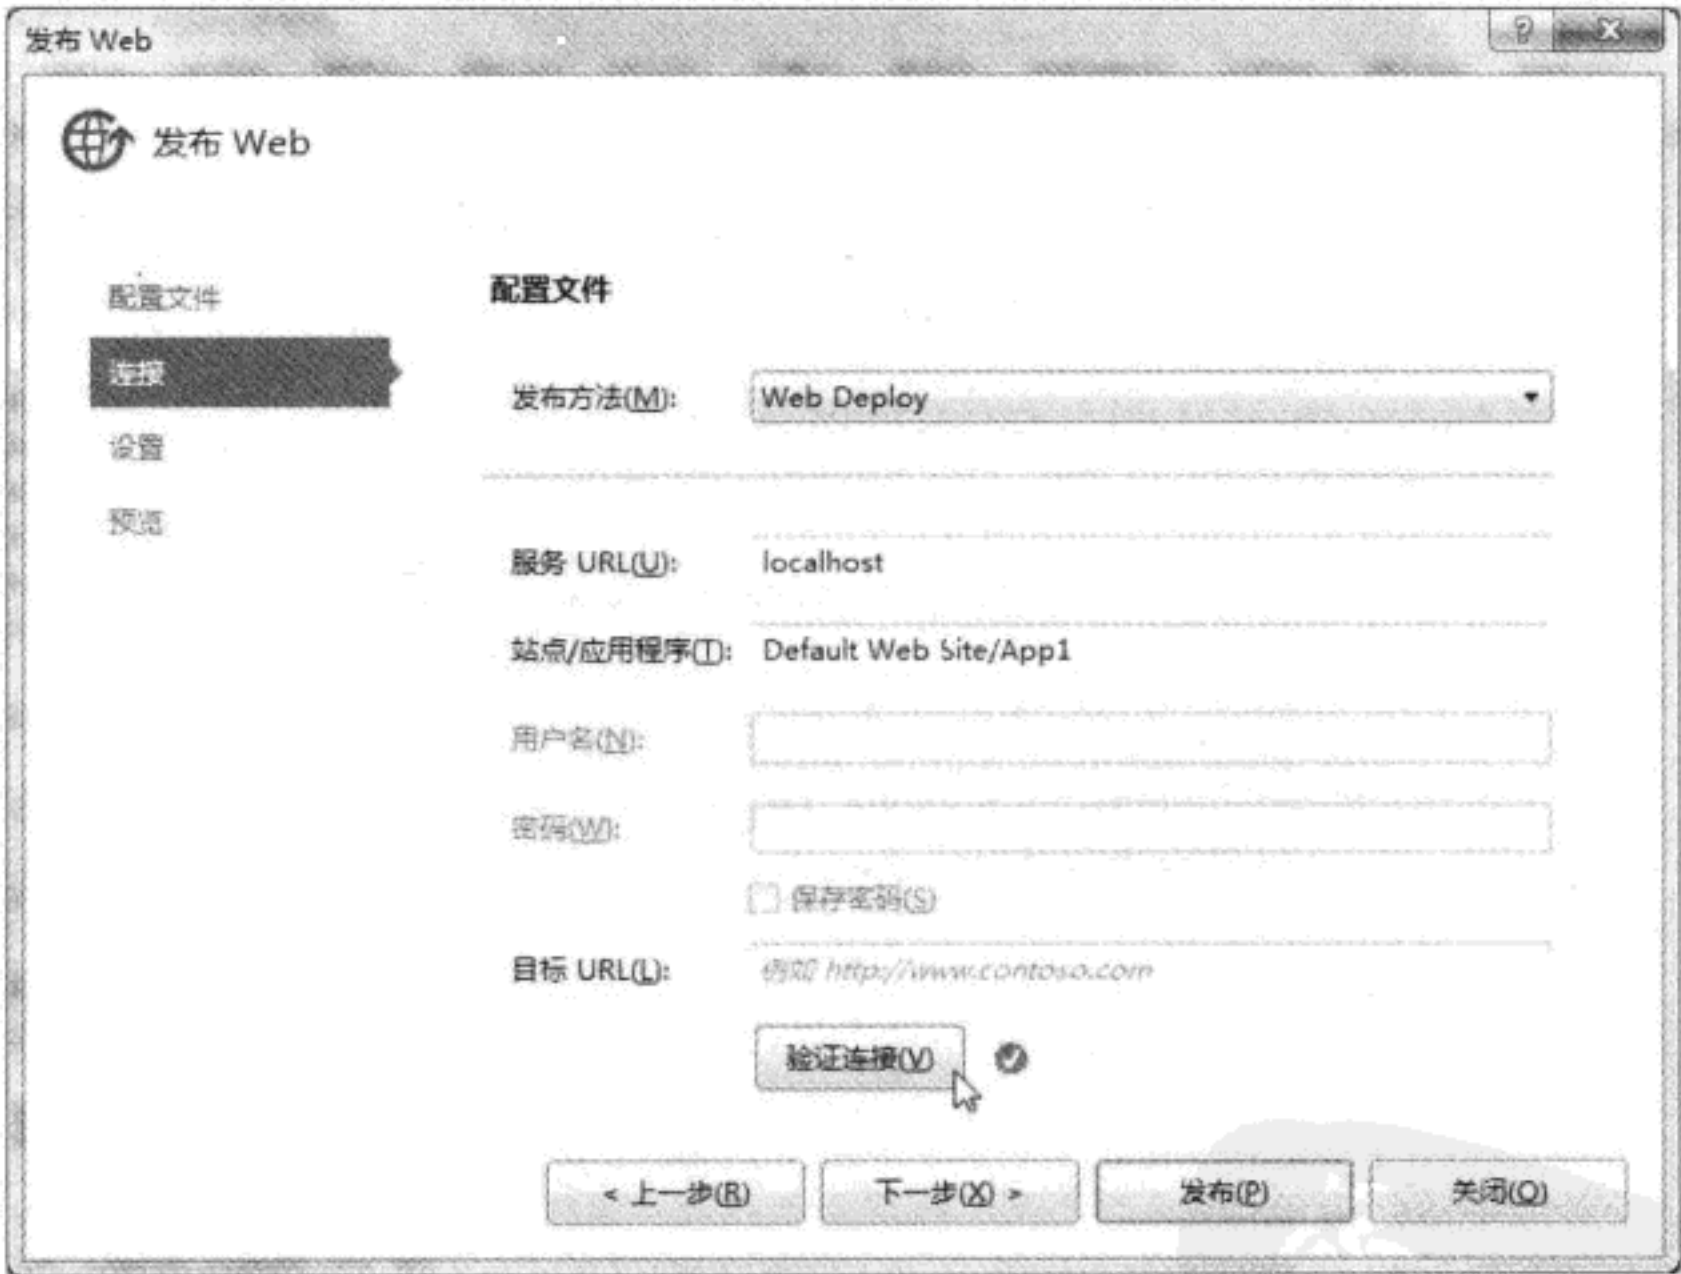 发布 Web
发布 Web
配置文件
连接
设置
预览
配置文件
发布方法(M): Web Deploy
服务 URL(U): localhost
站点/应用程序(T): Default Web Site/App1
用户名(N):
密码(W):
保存密码(S)
目标 URL(L): 例如 http://www.contoso.com
验证连接(V)
< 上一步(R) 下一步(X) > 发布(P) 关闭(O)